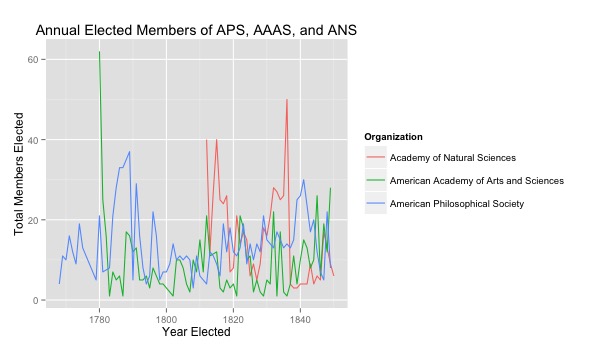 Annual Elected Members of APS, AAAS, and ANS
60
40
20
0
Total Members Elected
1780
1800
1820
1840
Year Elected
Organization
Academy of Natural Sciences
American Academy of Arts and Sciences
American Philosophical Society